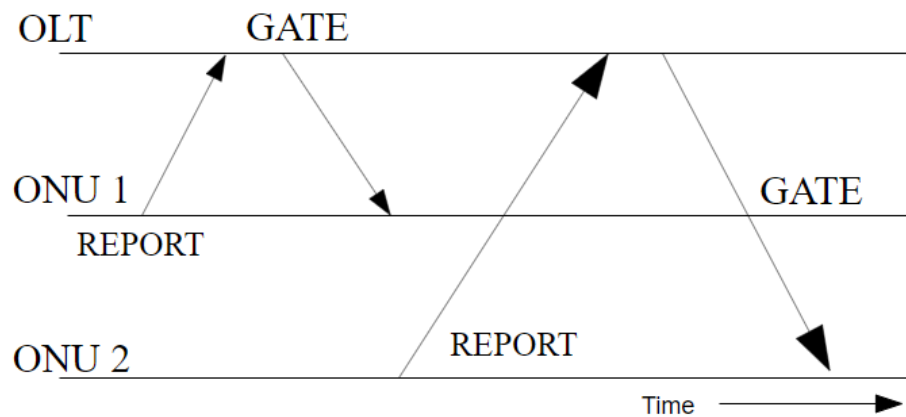 OLT
GATE
ONU 1
GATE
REPORT
REPORT
ONU 2
Time